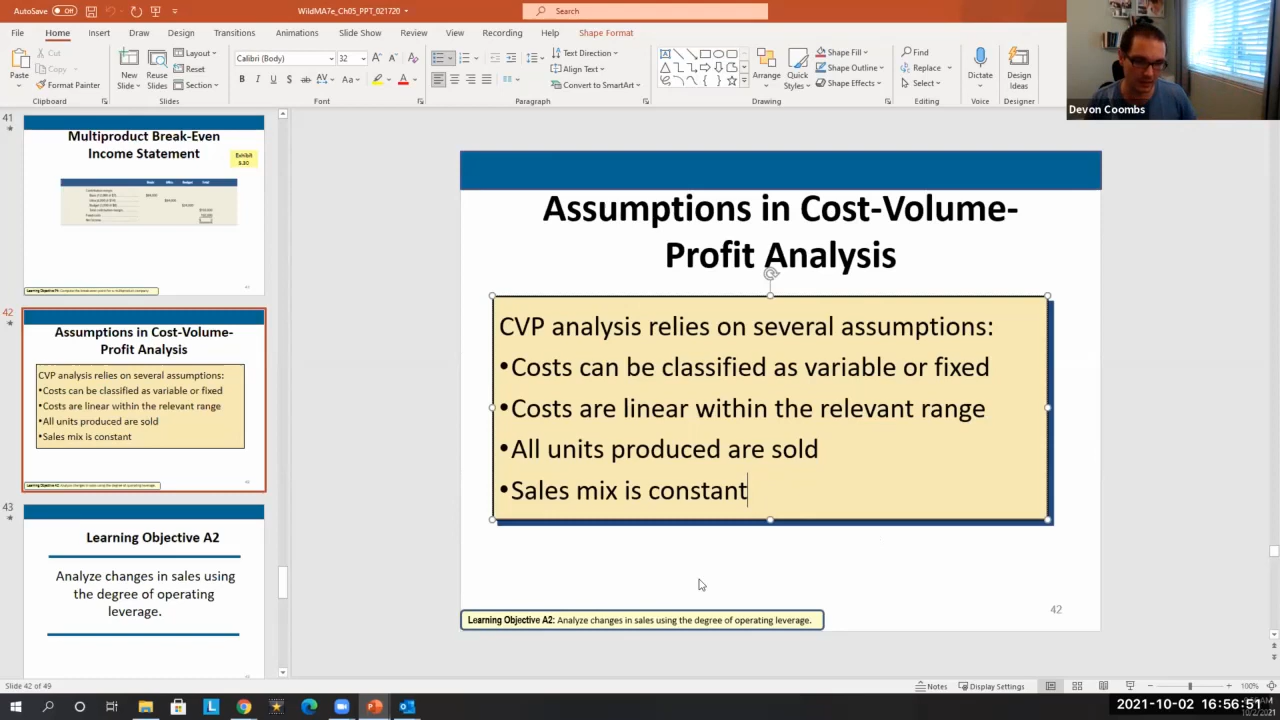 AutoSave Off
WildMA7e_Ch05_PPT_021720
Search
File Home Insert Draw Design Transitions Animations Slide Show Review View Recording Help Shape Format
Paste
Cut
Copy
Format Painter
Clipboard
New Slide
Reuse Slides
Layout
Reset
Section
Slides
Calibri (Body) 32
Font
Text Direction
Align Text
Convert to SmartArt
Paragraph
Arrange
Quick Styles
Shape Fill
Shape Outline
Shape Effects
Drawing
Find
Replace
Select
Editing
Dictate
Voice
Design Ideas
Designer
Devon Coombs
41
Multiproduct Break-Even
Income Statement
Exhibit
42
Assumptions in Cost-Volume-
Profit Analysis
CVP analysis relies on several assumptions:
•Costs can be classified as variable or fixed
•Costs are linear within the relevant range
•All units produced are sold
•Sales mix is constant
43
Learning Objective A2
Analyze changes in sales using
the degree of operating
leverage.
Assumptions in Cost-Volume-
Profit Analysis
CVP analysis relies on several assumptions:
•Costs can be classified as variable or fixed
•Costs are linear within the relevant range
•All units produced are sold
•Sales mix is constant
Learning Objective A2: Analyze changes in sales using the degree of operating leverage.
42
Slide 42 of 49
Notes
Display Settings
100%
2021-10-02 16:56:51
10/2/2021